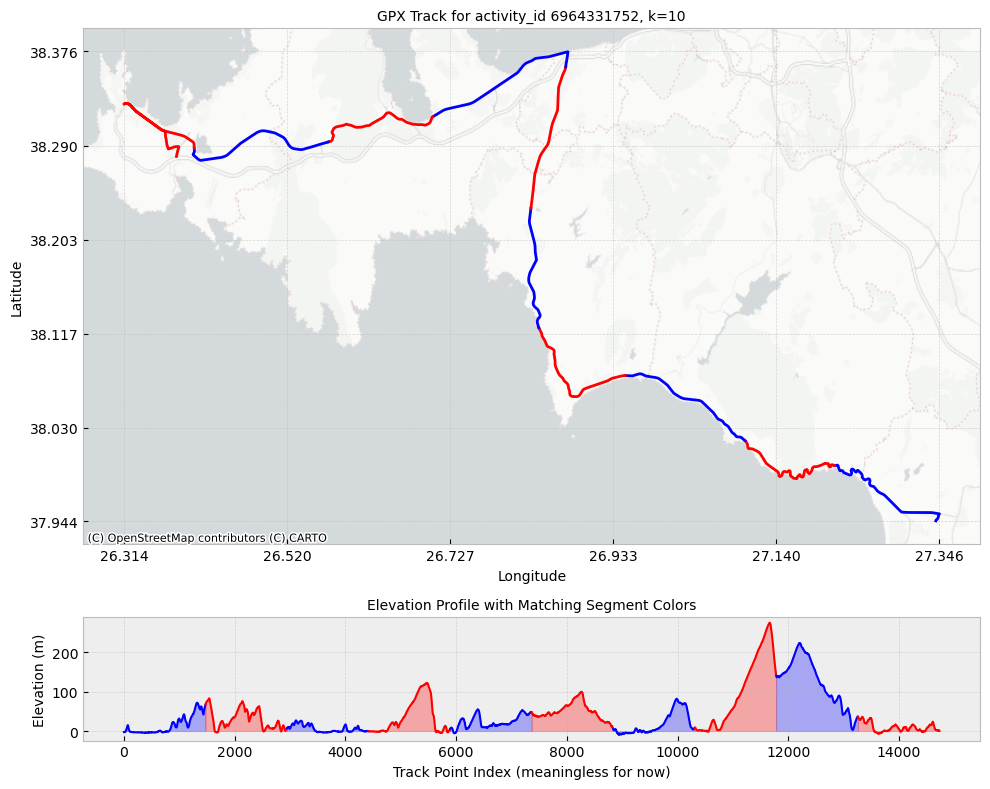 GPX Track for activity_id 6964331752, k=10
38.376
38.290
38.203
38.117
38.030
37.944
Latitude
(C) OpenStreetMap contributors (C) CARTO
26.314 26.520 26.727 26.933 27.140 27.346
Longitude
Elevation Profile with Matching Segment Colors
200
100
0
Elevation (m)
0 2000 4000 6000 8000 10000 12000 14000
Track Point Index (meaningless for now)